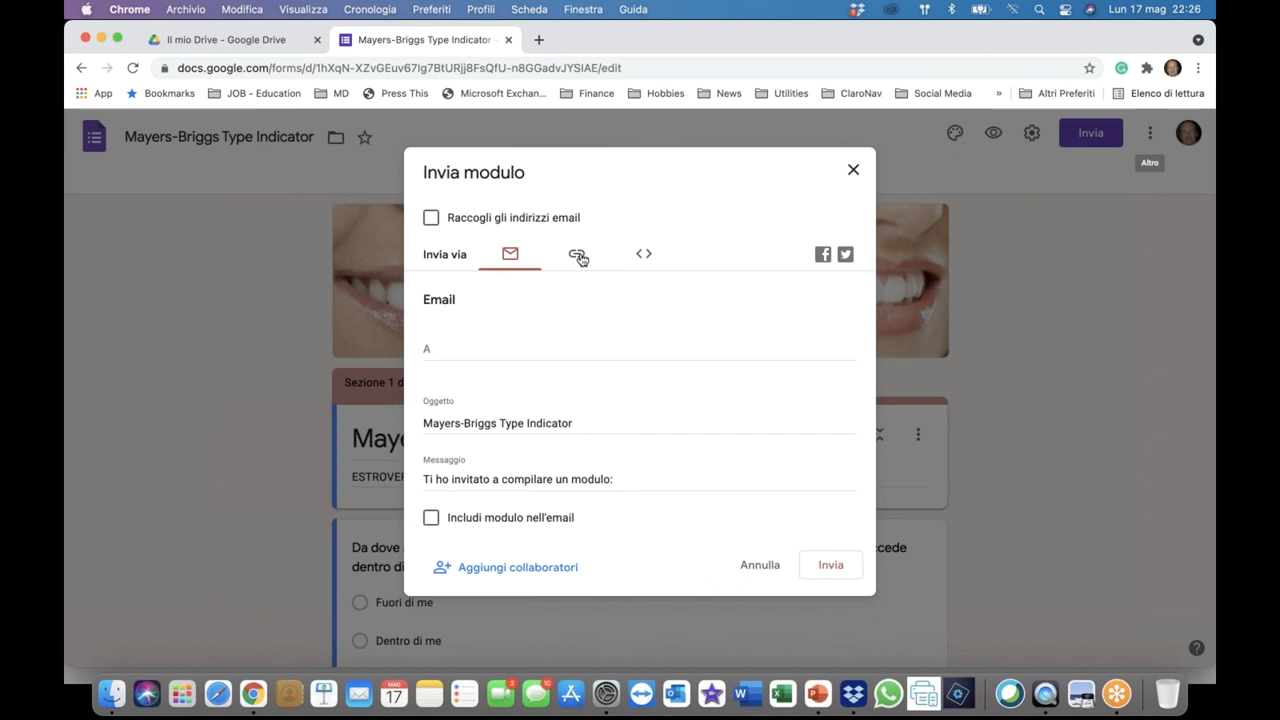 Chrome Archivio Modifica Visualizza Cronologia Preferiti Profili Scheda Finestra Guida Lun 17 mag 22:26
Il mio Drive - Google Drive Mayers-Briggs Type Indicator -
docs.google.com/forms/d/1hXqN-XZvGEuv67Ig7BtURjj8FsQfU-n8GGadvJYSIAE/edit
App Bookmarks JOB - Education MD Press This Microsoft Exchan... Finance Hobbies News Utilities ClaroNav Social Media » Altri Preferiti Elenco di lettura
Mayers-Briggs Type Indicator Invia
Altro
Invia modulo
Raccogli gli indirizzi email
Invia via
Email
A
Sezione 1 d
Oggetto
Mayers-Briggs Type Indicator
Maye
Messaggio
ESTROVER
Ti ho invitato a compilare un modulo:
Includi modulo nell'email
Da dove ccede
dentro di
Aggiungi collaboratori Annulla Invia
Fuori di me
Dentro di me
MAG
17
3
10